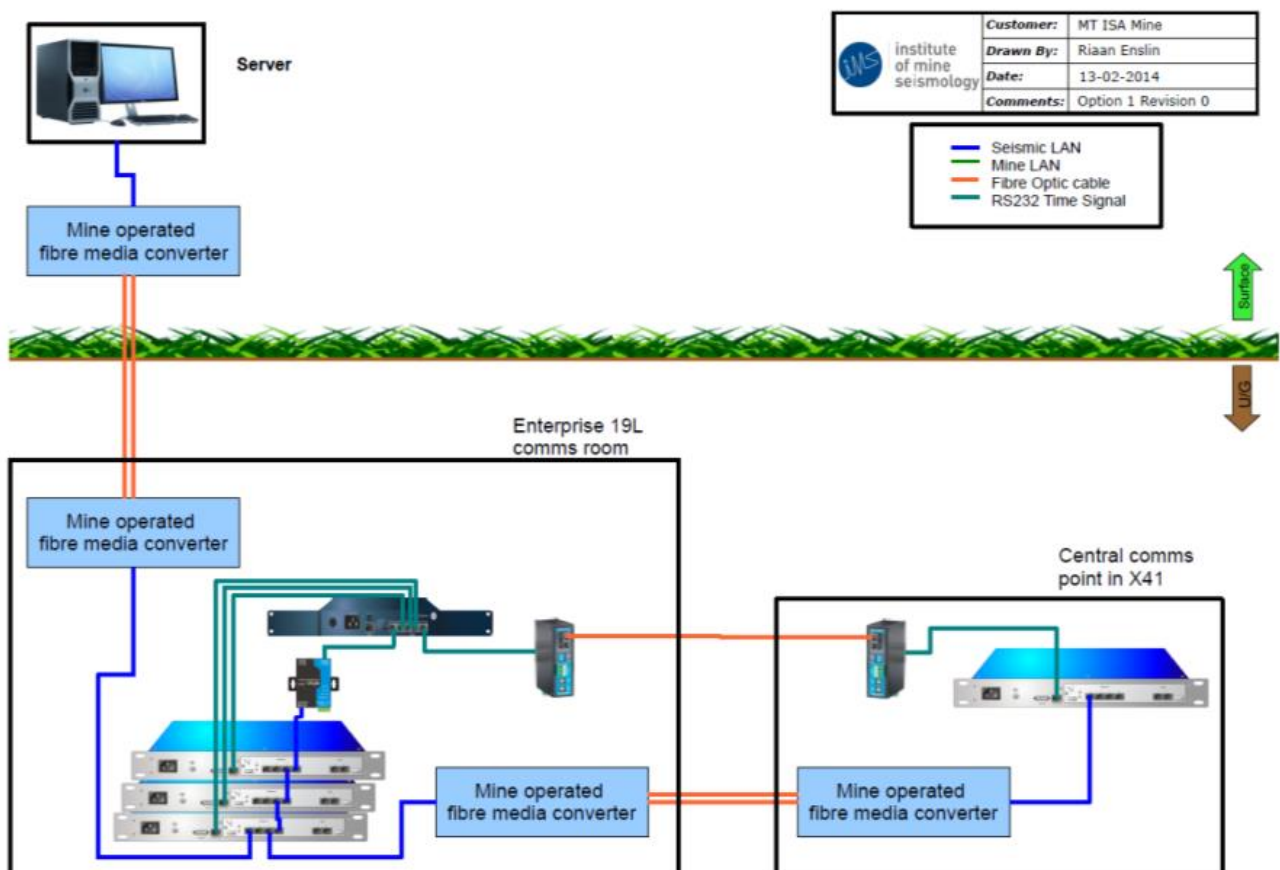 Server
iMS
institute
of mine
seismology
Customer: MT ISA Mine
Drawn By: Riaan Enslin
Date: 13-02-2014
Comments: Option 1 Revision 0
Seismic LAN
Mine LAN
Fibre Optic cable
RS232 Time Signal
Mine operated
fibre media converter
Surface
U/G
Enterprise 19L
comms room
Mine operated
fibre media converter
Central comms
point in X41
Mine operated
fibre media converter
Mine operated
fibre media converter